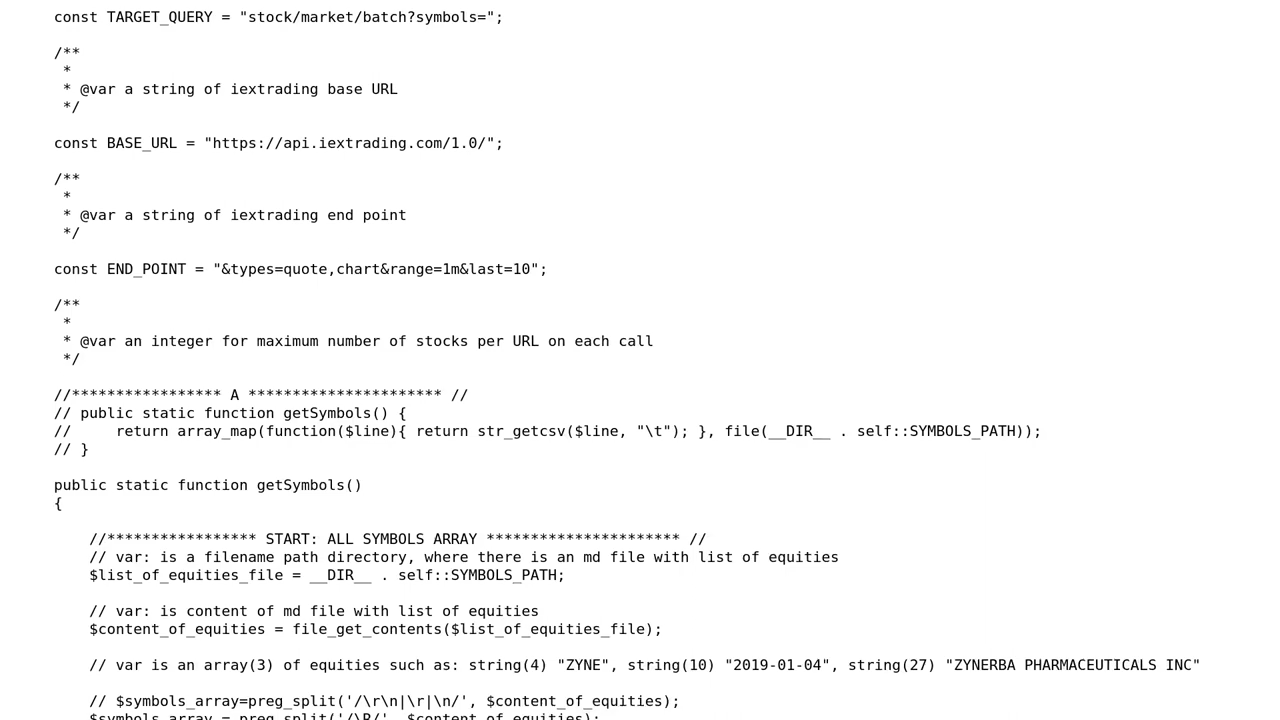 const TARGET_QUERY = "stock/market/batch?symbols=";
/**
*
* @var a string of iextrading base URL
*/
const BASE_URL = "https://api.iextrading.com/1.0/";
/**
*
* @var a string of iextrading end point
*/
const END_POINT = "&types=quote,chart&range=1m&last=10";
/**
*
* @var an integer for maximum number of stocks per URL on each call
*/
//***************** A ********************** //
// public static function getSymbols() {
//     return array_map(function($line){ return str_getcsv($line, "\t"); }, file(__DIR__ . self::SYMBOLS_PATH));
// }
public static function getSymbols()
{
//***************** START: ALL SYMBOLS ARRAY ********************** //
// var: is a filename path directory, where there is an md file with list of equities
$list_of_equities_file = __DIR__ . self::SYMBOLS_PATH;
// var: is content of md file with list of equities
$content_of_equities = file_get_contents($list_of_equities_file);
// var is an array(3) of equities such as: string(4) "ZYNE", string(10) "2019-01-04", string(27) "ZYNERBA PHARMACEUTICALS INC"
// $symbols_array=preg_split('/\r\n|\r|\n/', $content_of_equities);
$symbols_array = preg_split('/\R/', $content_of_equities);